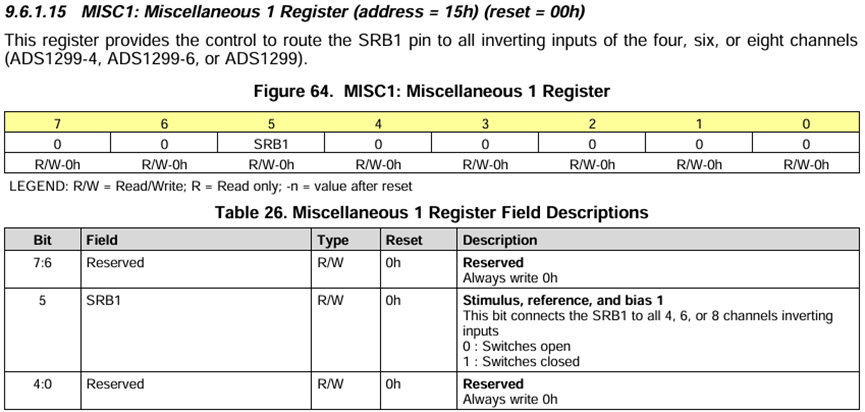 9.6.1.15 MISC1: Miscellaneous 1 Register (address = 15h) (reset = 00h)
This register provides the control to route the SRB1 pin to all inverting inputs of the four, six, or eight channels
(ADS1299-4, ADS1299-6, or ADS1299).
Figure 64. MISC1: Miscellaneous 1 Register
7 6 5 4 3 2 1 0
0 0 SRB1 0 0 0 0 0
R/W-0h R/W-0h R/W-0h R/W-0h R/W-0h R/W-0h R/W-0h R/W-0h
LEGEND: R/W = Read/Write; R = Read only; -n = value after reset
Table 26. Miscellaneous 1 Register Field Descriptions
Bit Field Type Reset Description
7:6 Reserved R/W 0h Reserved
Always write 0h
5 SRB1 R/W 0h Stimulus, reference, and bias 1
This bit connects the SRB1 to all 4, 6, or 8 channels inverting
inputs
0 : Switches open
1 : Switches closed
4:0 Reserved R/W 0h Reserved
Always write 0h